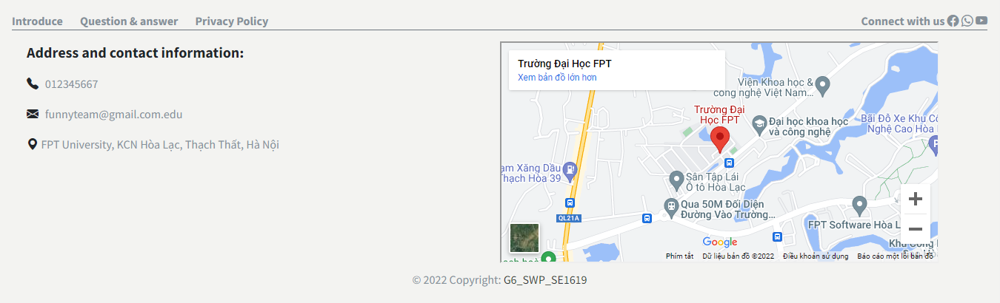 Introduce Question & answer Privacy Policy Connect with us
Address and contact information:
012345667
funnyteam@gmail.com.edu
FPT University, KCN Hòa Lạc, Thạch Thất, Hà Nội
Trường Đại Học FPT
Xem bản đồ lớn hơn
Viện Khoa học &
công nghệ Việt Nam...
Trường Đại
Học FPT
Đại học khoa học
và công nghệ
Bãi Đỗ Xe Khu Cô
Nghệ Cao Hòa
P
ạm Xăng Dầu
Thạch Hòa 39
Sân Tập Lái
Ô tô Hòa Lạc
Qua 50M Đối Diện
Đường Vào Trường...
QL21A
FPT Software Hòa L
Google
Phím tắt Dữ liệu bản đồ ©2022 Điều khoản sử dụng Báo cáo một lỗi bản đồ
© 2022 Copyright: G6_SWP_SE1619